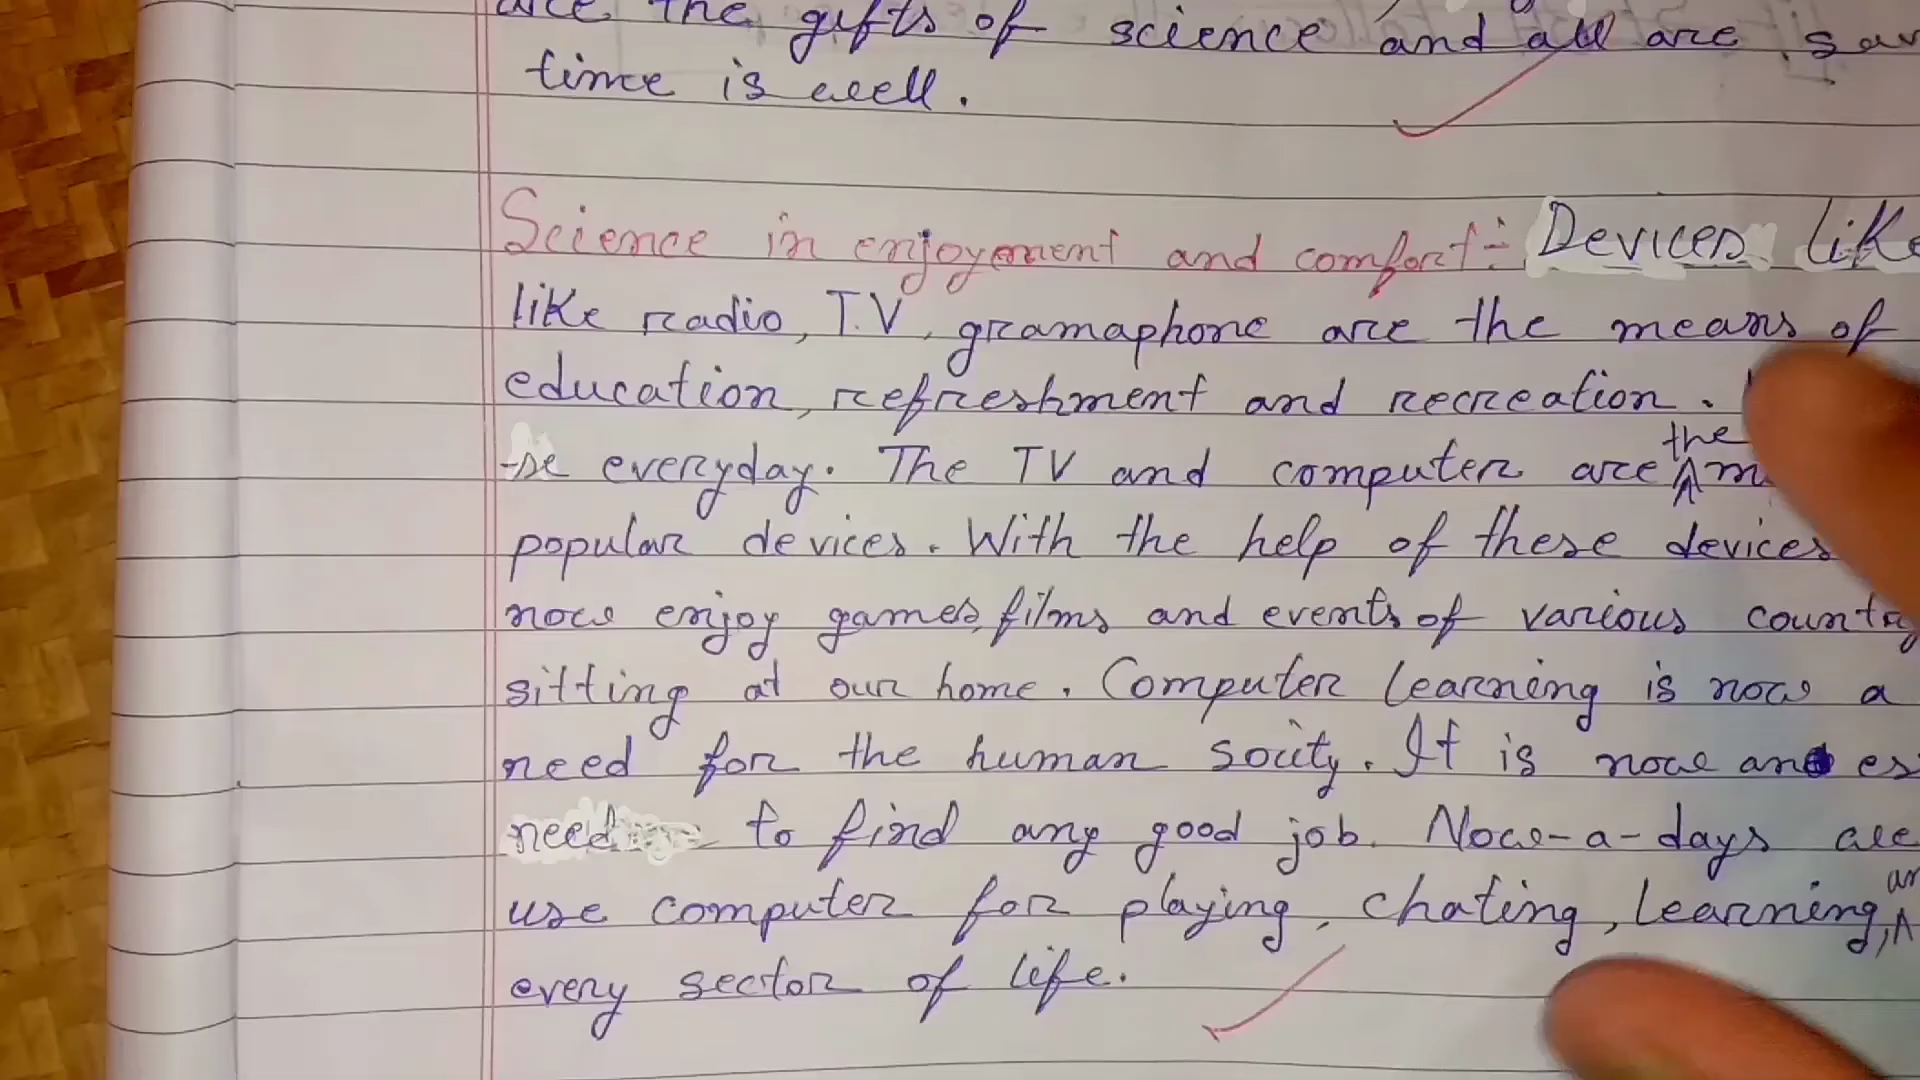 are the gifts of science and all are
time is well.
Science in enjoyement and comfort:- Devices like
like radio, T.V, gramaphone are the means of
education, refreshment and recreation.
-se everyday. The TV and computer are the
popular devices. With the help of these devices
now enjoy games, films and events of various
sitting at our home. Computer learning is now a
need for the human socity. It is now an
need to find any good job. Now-a-days
use computer for playing, chating, learning,
every sector of life.